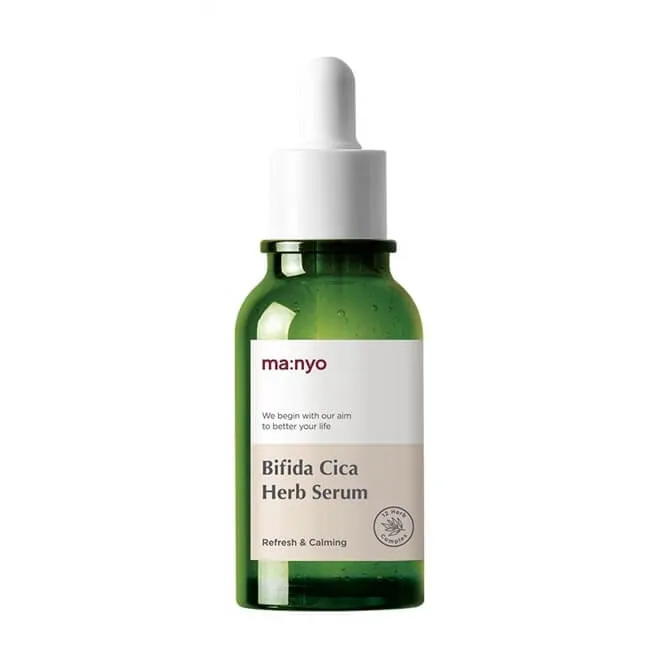 ma:nyo
We begin with our aim
to better your life
Bifida Cica
Herb Serum
12 Herb
Complex
Refresh & Calming